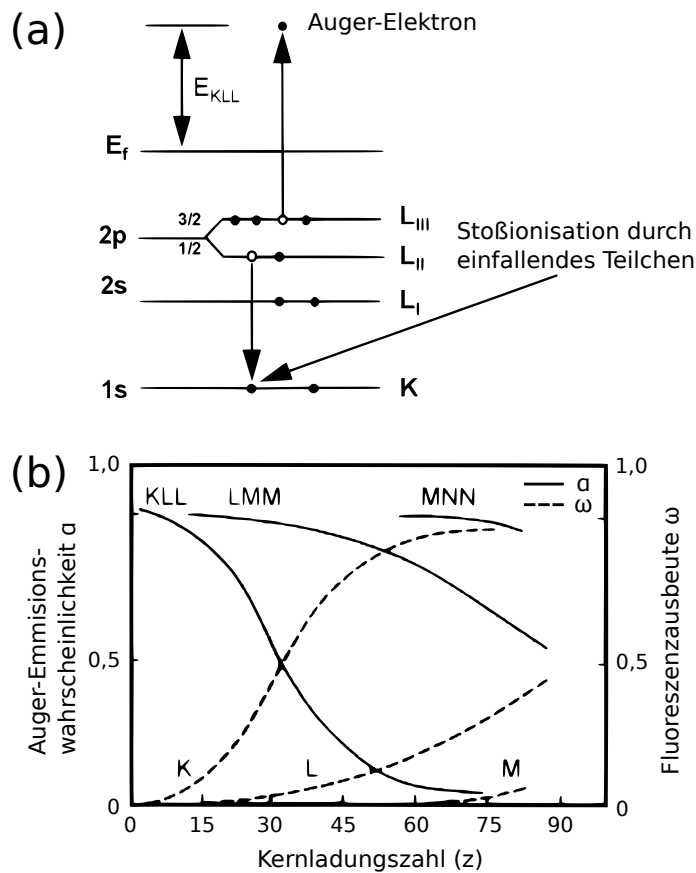 (a)
Auger-Elektron
E_KLL
E_f
3/2
L_III
2p
1/2
L_II
Stoßionisation durch
einfallendes Teilchen
2s
L_I
1s
K
(b)
1,0
KLL
LMM
MNN
α
ω
1,0
Auger-Emmisions-
wahrscheinlichkeit α
0,5
0,5
Fluoreszenzausbeute ω
K
L
M
0
0
0 15 30 45 60 75 90
Kernladungszahl (z)